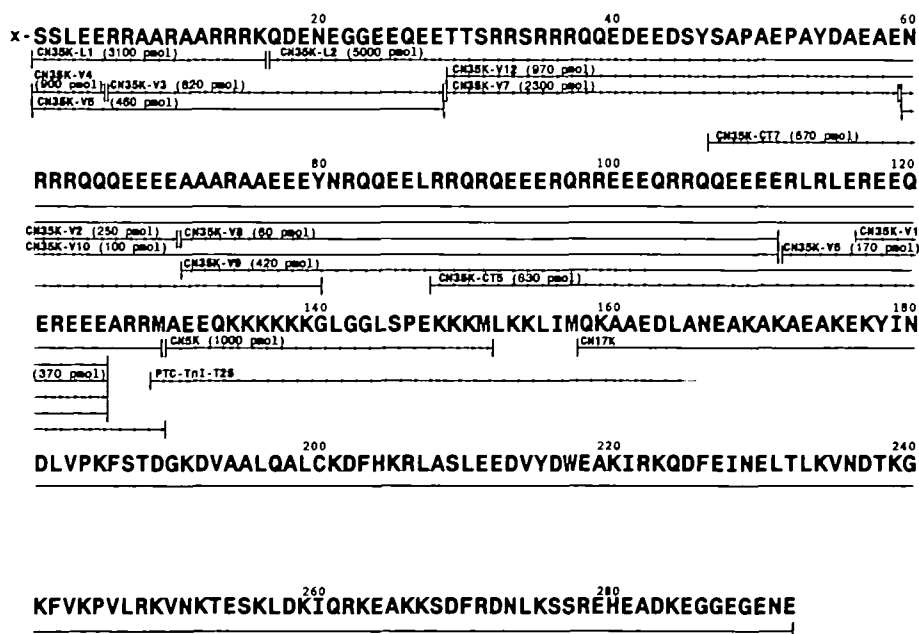 20 40 60
X-SSLEERRAARAARRRKQDENEGGEEQEETTSRRSRRRRQQEDEEDSYSAPAEPAYDAEAEN
CN35K-L1 (3100 pmol) CN35K-L2 (5000 pmol)
CN35K-V4 CN35K-V12 (970 pmol)
(900 pmol) CN35K-V3 (620 pmol) CN35K-V7 (2300 pmol)
CN35K-V5 (460 pmol)
CN35K-CT7 (570 pmol)
80 100 120
RRRQQQEEEEAAARAAEEEYNRQQEELRRQRQEEERQRREEEQRRQQEEEERLRLEREEQ
CN35K-V2 (250 pmol) CN35K-V8 (60 pmol) CN35K-V1
CN35K-V10 (100 pmol) CN35K-V6 (170 pmol)
CN35K-V9 (420 pmol)
CN35K-CT5 (630 pmol)
140 160 180
EREEEARRMAEEQKKKKKKGLGGLSPEKKKMLKKLIMQKAAEDLANEAKAKAEAKEKYIN
CN5K (1000 pmol) CN17K
(370 pmol) PTC-TnI-T2S
200 220 240
DLVPKFSTDGKDVAALQALCKDFHKRLASLEEDVYDWEAKIRKQDFEINELTLKVNDTKG
260 280
KFVKPVLRKVNKTESKLDKIQRKEAKKSDFRDNLKSSREHEADKEGGEGENE